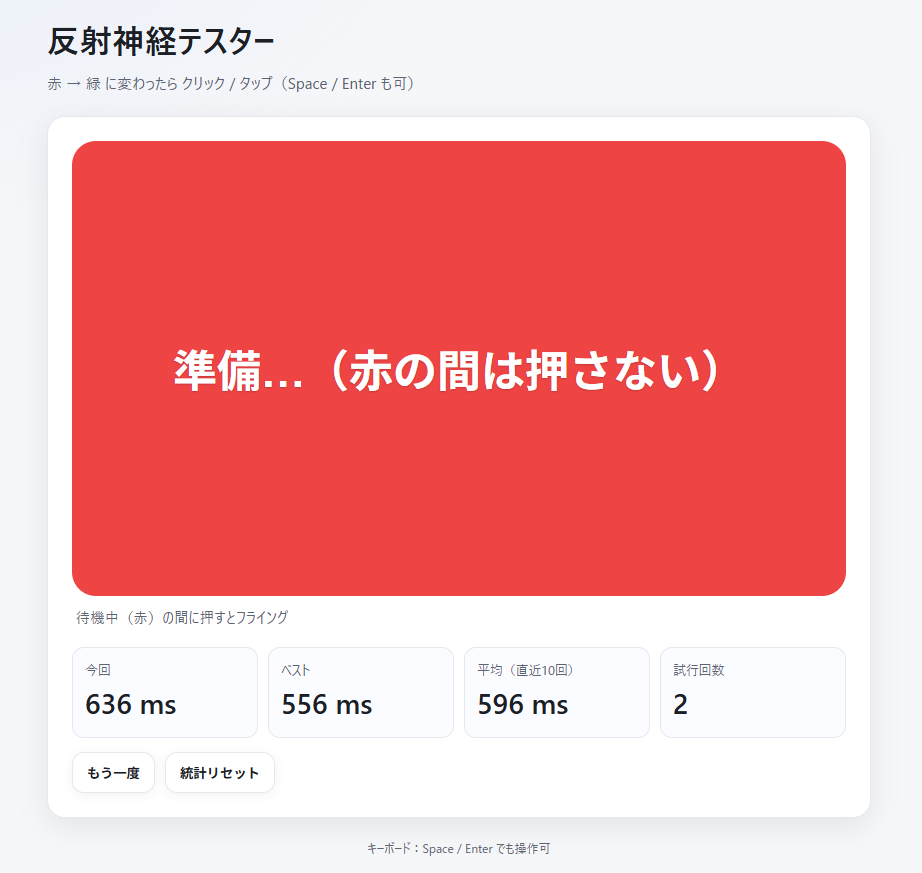 反射神経テスター
赤 → 緑 に変わったら クリック / タップ（Space / Enter も可）
準備…（赤の間は押さない）
待機中（赤）の間に押すとフライング
今回
636 ms
ベスト
556 ms
平均（直近10回）
596 ms
試行回数
2
もう一度
統計リセット
キーボード：Space / Enter でも操作可